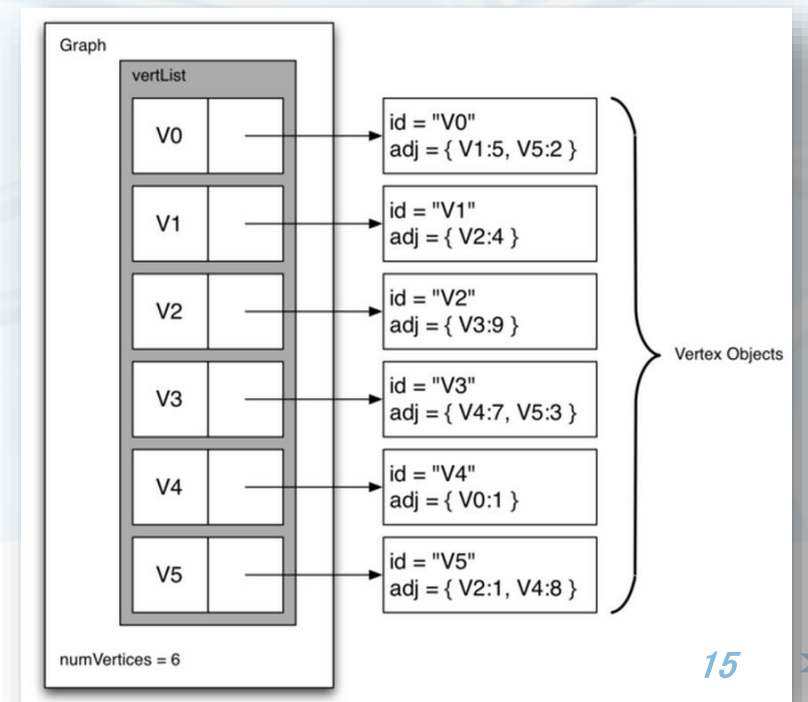 Graph
vertList
V0
id = "V0"
adj = { V1:5, V5:2 }
V1
id = "V1"
adj = { V2:4 }
V2
id = "V2"
adj = { V3:9 }
V3
id = "V3"
adj = { V4:7, V5:3 }
V4
id = "V4"
adj = { V0:1 }
V5
id = "V5"
adj = { V2:1, V4:8 }
Vertex Objects
numVertices = 6
15